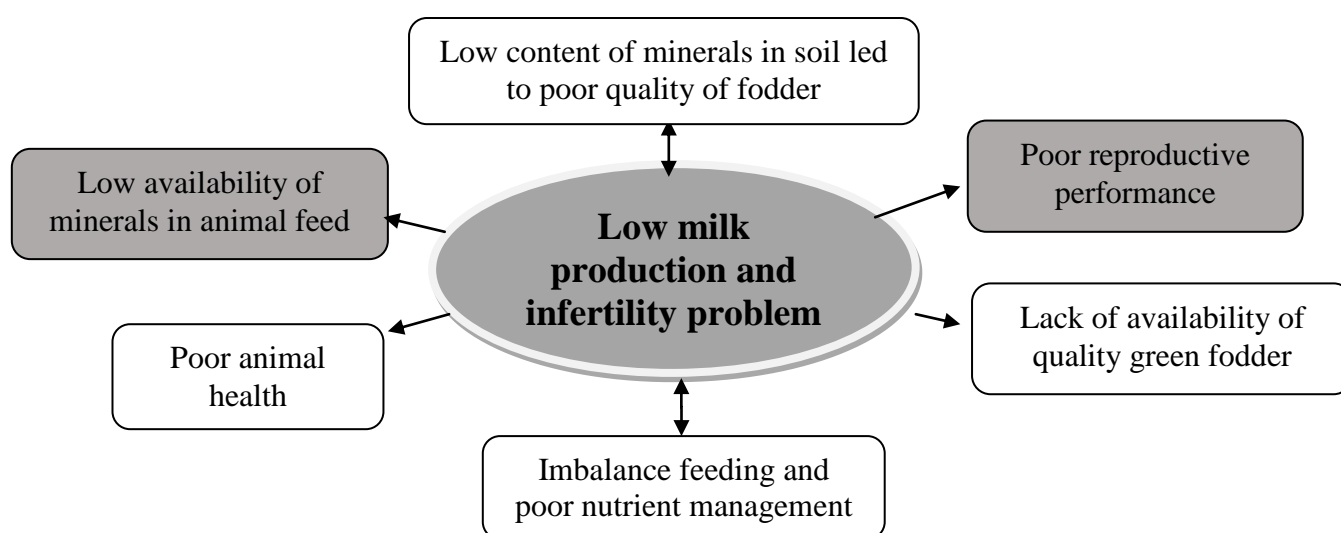 Low content of minerals in soil led
to poor quality of fodder
Low availability of
minerals in animal feed
Poor reproductive
performance
Low milk
production and
infertility problem
Poor animal
health
Lack of availability of
quality green fodder
Imbalance feeding and
poor nutrient management